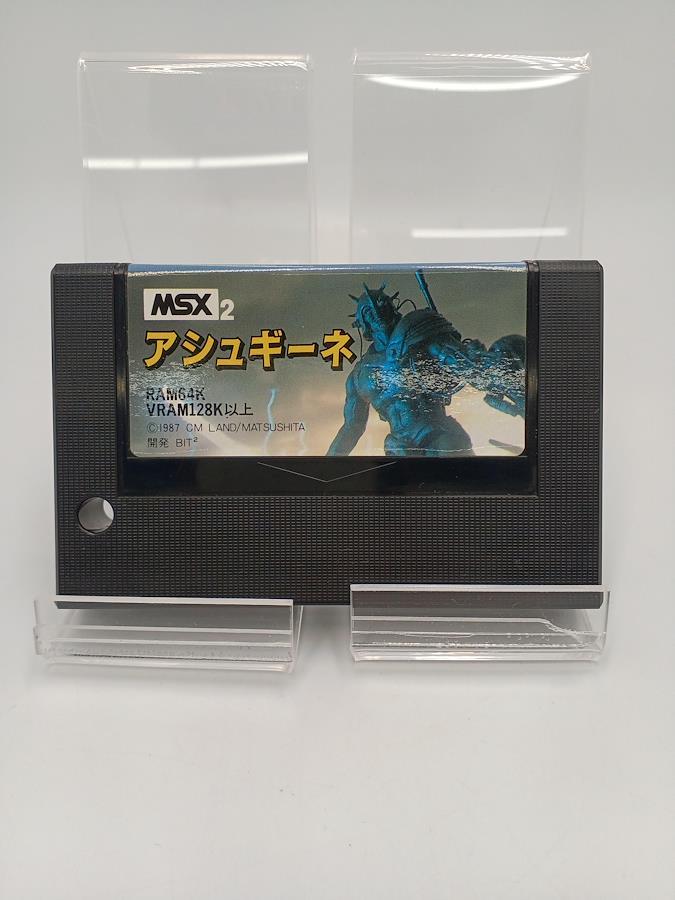 MSX2
アシュギーネ
RAM64K
VRAM128K以上
©1987 CM LAND/MATSUSHITA
開発 BIT²